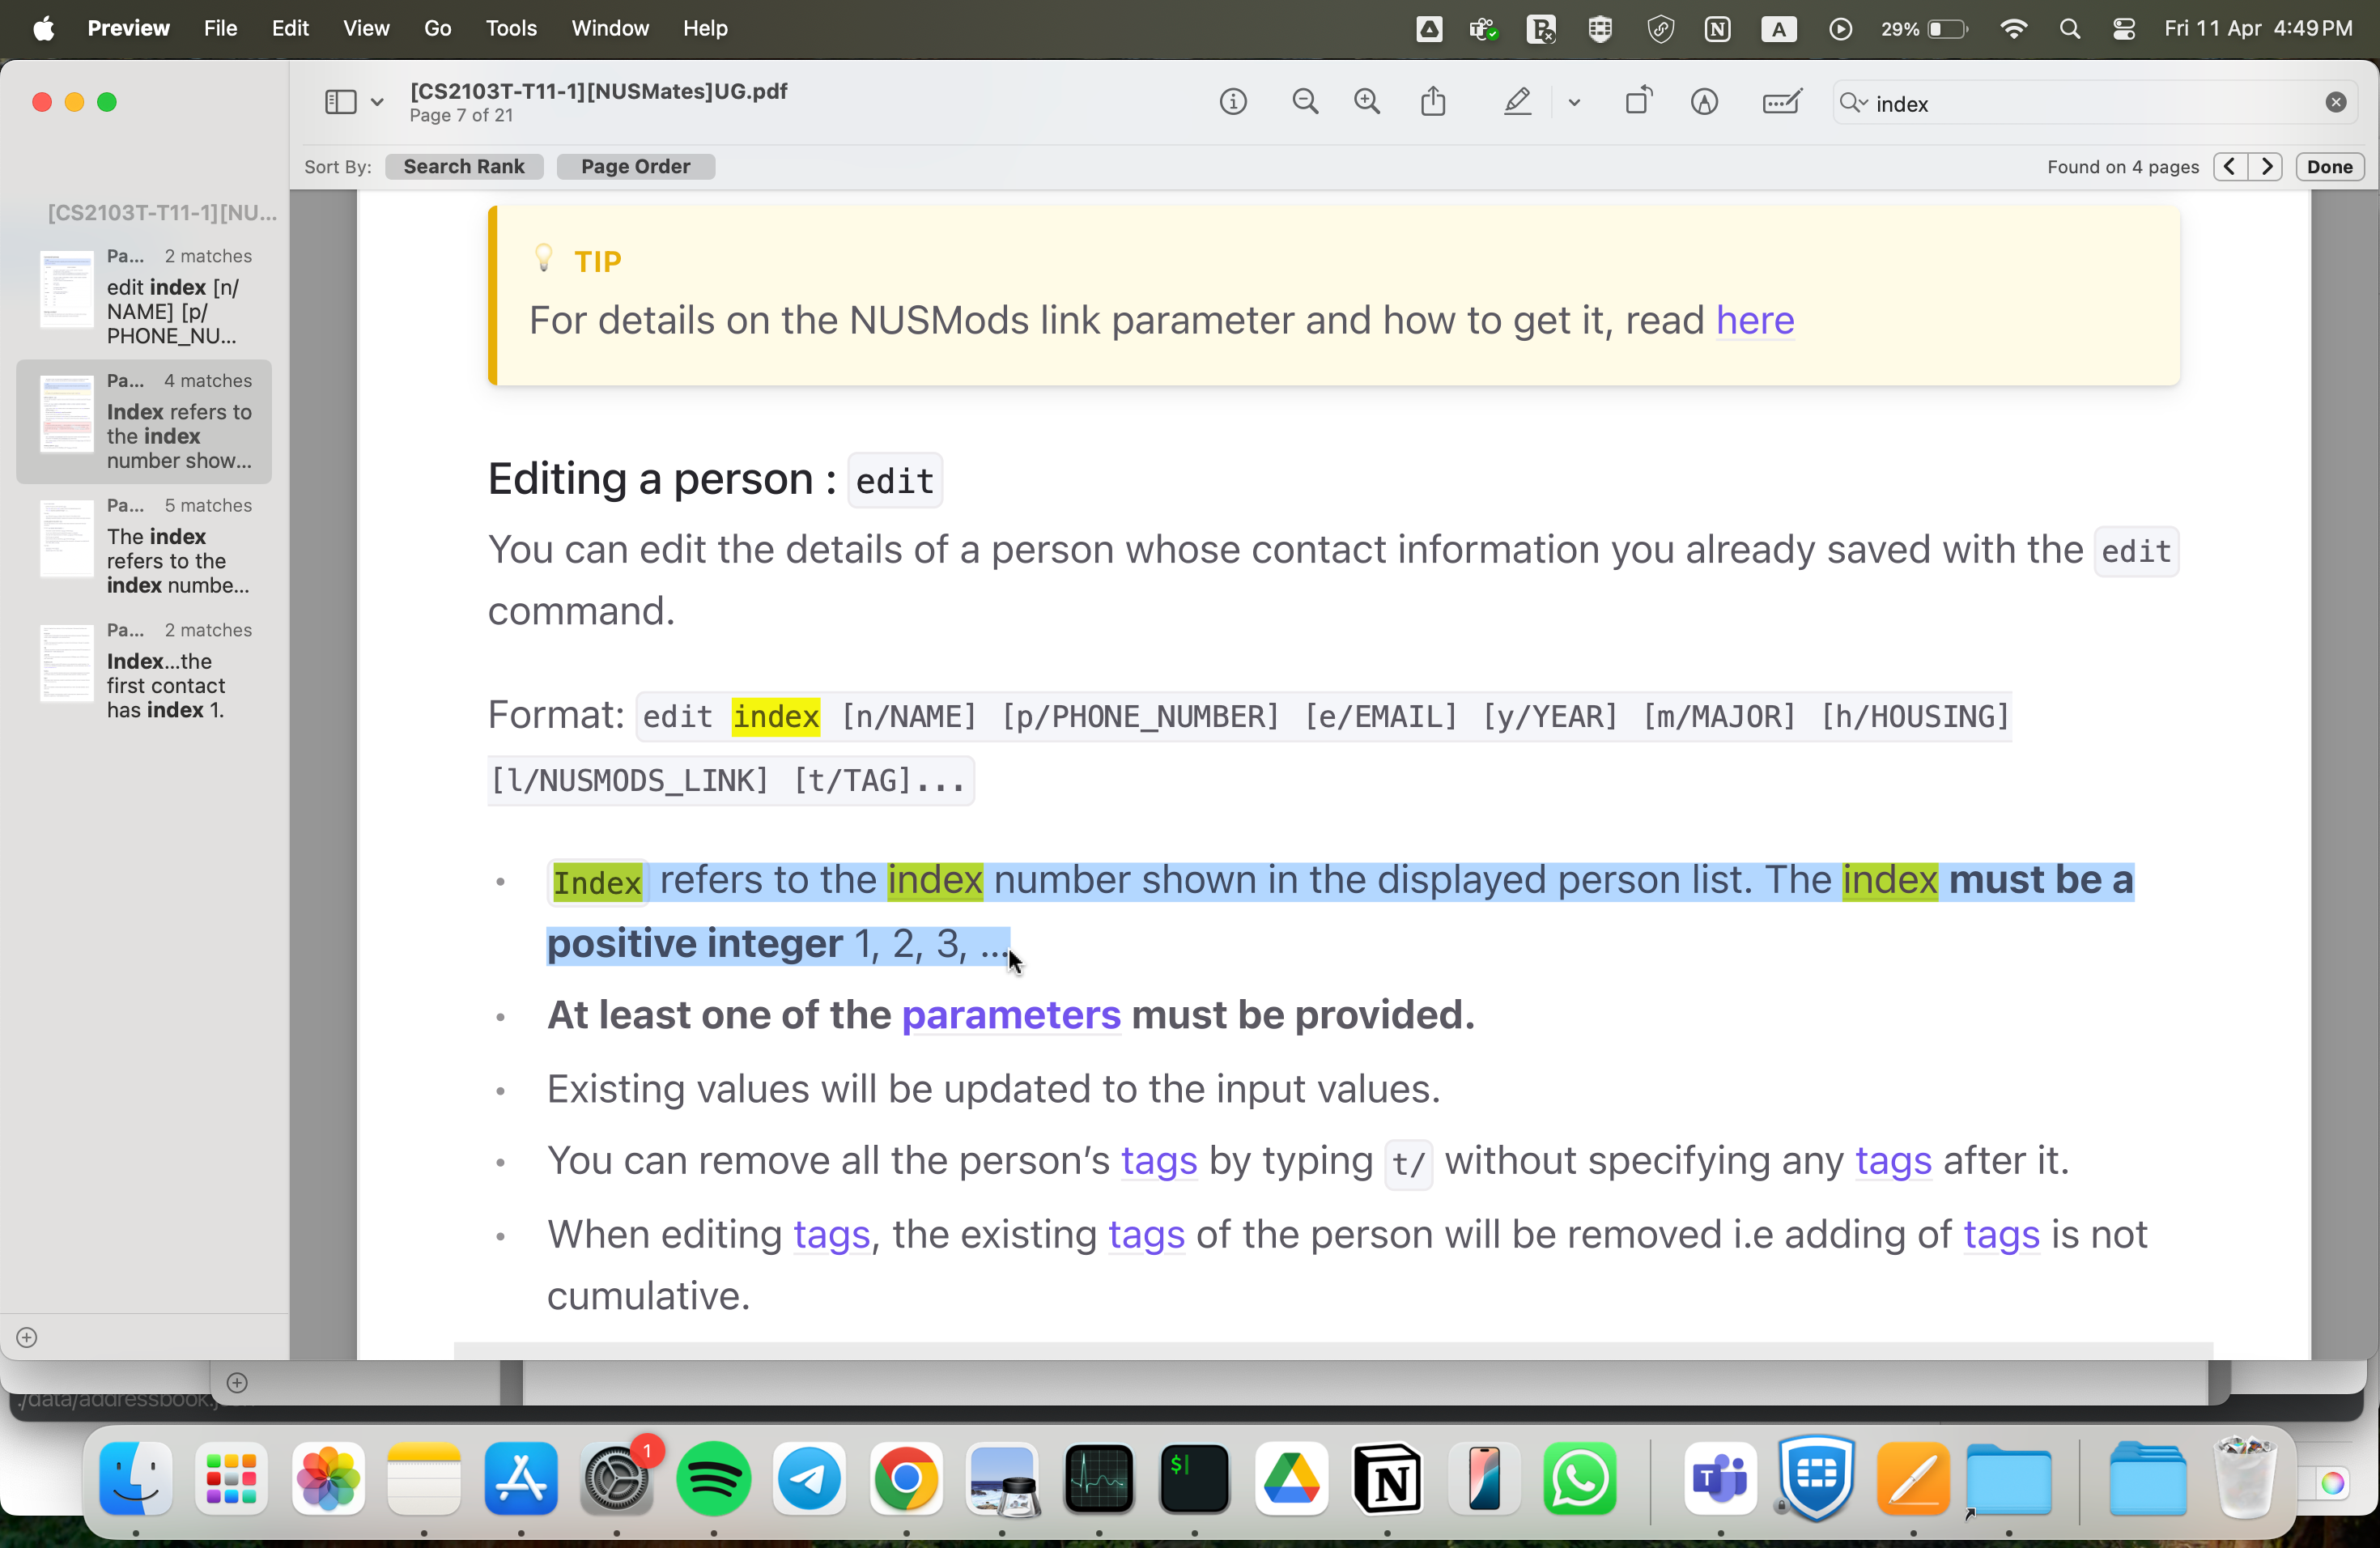 Preview File Edit View Go Tools Window Help 29% Fri 11 Apr 4:49 PM
[CS2103T-T11-1][NUSMates]UG.pdf
Page 7 of 21
index
Sort By: Search Rank Page Order Found on 4 pages Done
[CS2103T-T11-1][NU...
Pa... 2 matches
edit index [n/
NAME] [p/
PHONE_NU...
Pa... 4 matches
Index refers to
the index
number show...
Pa... 5 matches
The index
refers to the
index numbe...
Pa... 2 matches
Index...the
first contact
has index 1.
TIP
For details on the NUSMods link parameter and how to get it, read here
Editing a person : edit
You can edit the details of a person whose contact information you already saved with the edit
command.
Format: edit index [n/NAME] [p/PHONE_NUMBER] [e/EMAIL] [y/YEAR] [m/MAJOR] [h/HOUSING]
[l/NUSMODS_LINK] [t/TAG]...
• Index refers to the index number shown in the displayed person list. The index must be a
positive integer 1, 2, 3, ...
• At least one of the parameters must be provided.
• Existing values will be updated to the input values.
• You can remove all the person's tags by typing t/ without specifying any tags after it.
• When editing tags, the existing tags of the person will be removed i.e adding of tags is not
cumulative.
1